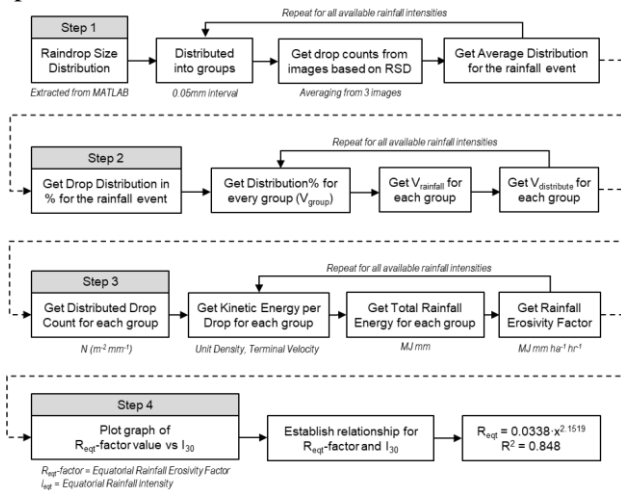 Step 1
Repeat for all available rainfall intensities
Raindrop Size
Distribution
Distributed
into groups
Get drop counts from
images based on RSD
Get Average Distribution
for the rainfall event
Extracted from MATLAB
0.05mm interval
Averaging from 3 images
Step 2
Repeat for all available rainfall intensities
Get Drop Distribution in
% for the rainfall event
Get Distribution% for
every group (Vgroup)
Get Vrainfall for
each group
Get Vdistribute for
each group
Step 3
Repeat for all available rainfall intensities
Get Distributed Drop
Count for each group
Get Kinetic Energy per
Drop for each group
Get Total Rainfall
Energy for each group
Get Rainfall
Erosivity Factor
N (m⁻² mm⁻¹)
Unit Density, Terminal Velocity
MJ mm
MJ mm ha⁻¹ hr⁻¹
Step 4
Plot graph of
Reqt-factor value vs I30
Establish relationship for
Reqt-factor and I30
Reqt = 0.0338·x²·¹⁵¹⁹
R² = 0.848
Reqt-factor = Equatorial Rainfall Erosivity Factor
Ieqt = Equatorial Rainfall Intensity